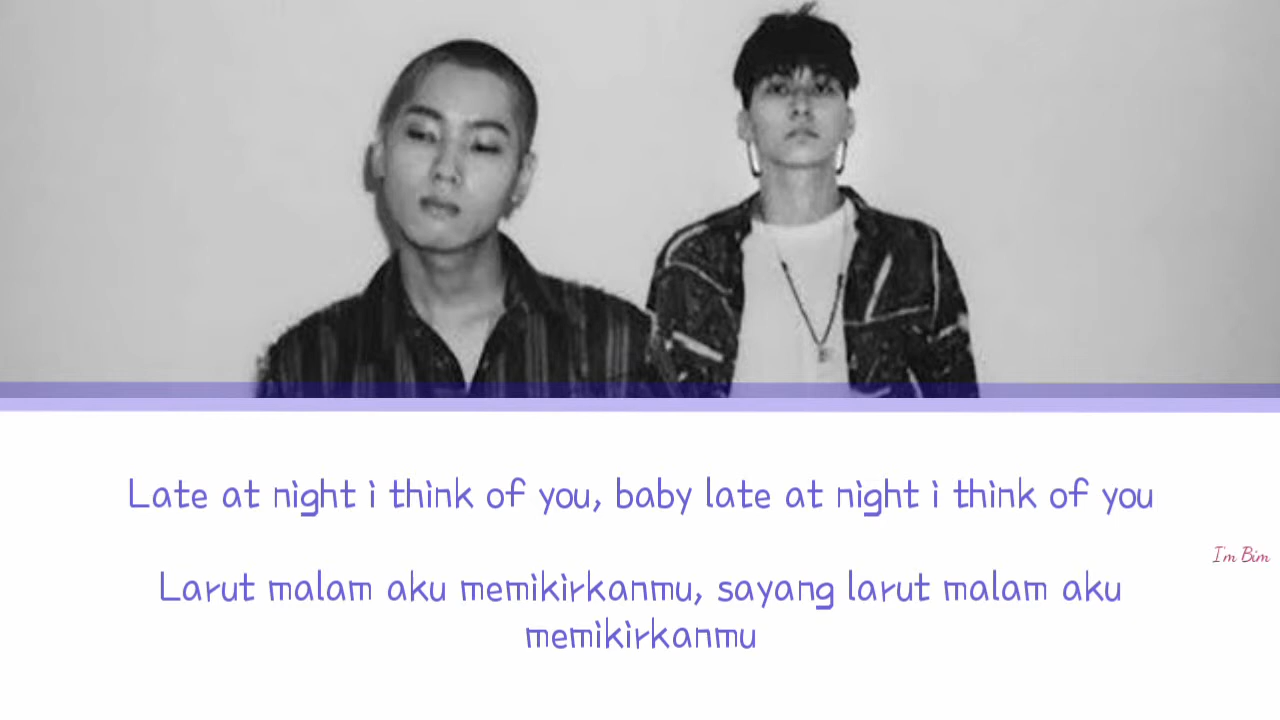 Late at night i think of you, baby late at night i think of you
I'm Bim
Larut malam aku memikirkanmu, sayang larut malam aku
memikirkanmu